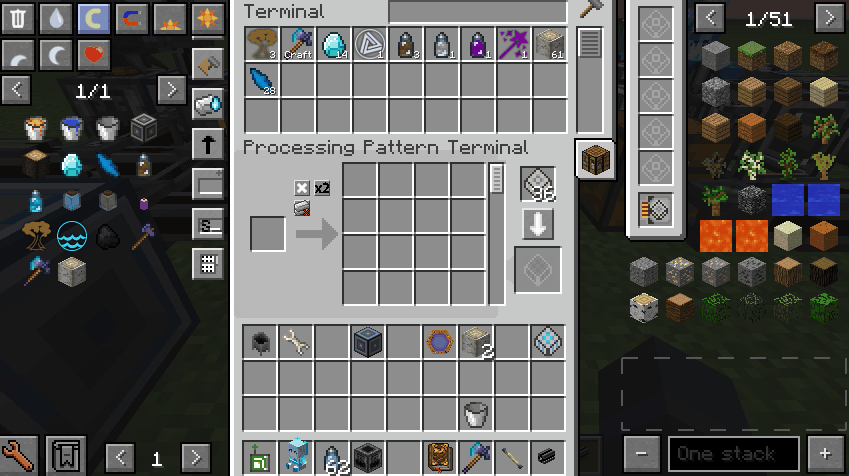 Terminal
1/51
3 Craft 14 1 3 1 1 1 61
28
1/1
Processing Pattern Terminal
x2
36
2
1
62
One stack